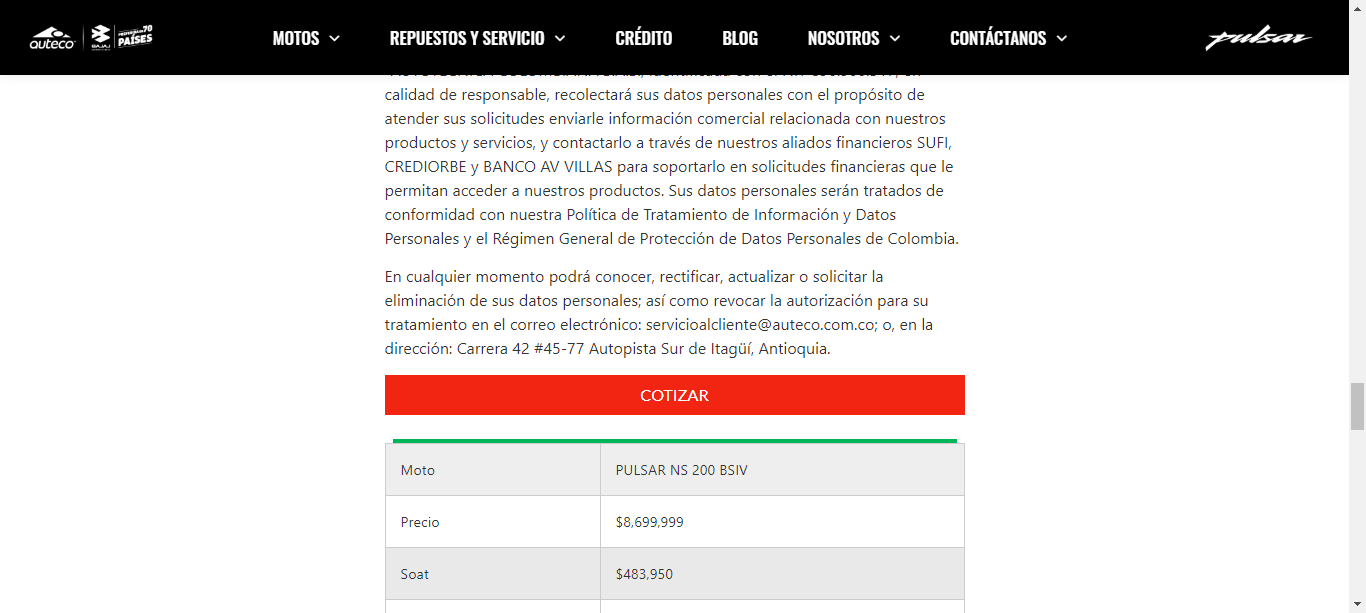 auteco
BAJAJ
70
PAÍSES
MOTOS
REPUESTOS Y SERVICIO
CRÉDITO
BLOG
NOSOTROS
CONTÁCTANOS
pulsar
calidad de responsable, recolectará sus datos personales con el propósito de
atender sus solicitudes enviarle información comercial relacionada con nuestros
productos y servicios, y contactarlo a través de nuestros aliados financieros SUFI,
CREDIORBE y BANCO AV VILLAS para soportarlo en solicitudes financieras que le
permitan acceder a nuestros productos. Sus datos personales serán tratados de
conformidad con nuestra Política de Tratamiento de Información y Datos
Personales y el Régimen General de Protección de Datos Personales de Colombia.
En cualquier momento podrá conocer, rectificar, actualizar o solicitar la
eliminación de sus datos personales; así como revocar la autorización para su
tratamiento en el correo electrónico: servicioalcliente@auteco.com.co; o, en la
dirección: Carrera 42 #45-77 Autopista Sur de Itagüí, Antioquia.
COTIZAR
Moto
PULSAR NS 200 BSIV
Precio
$8,699,999
Soat
$483,950